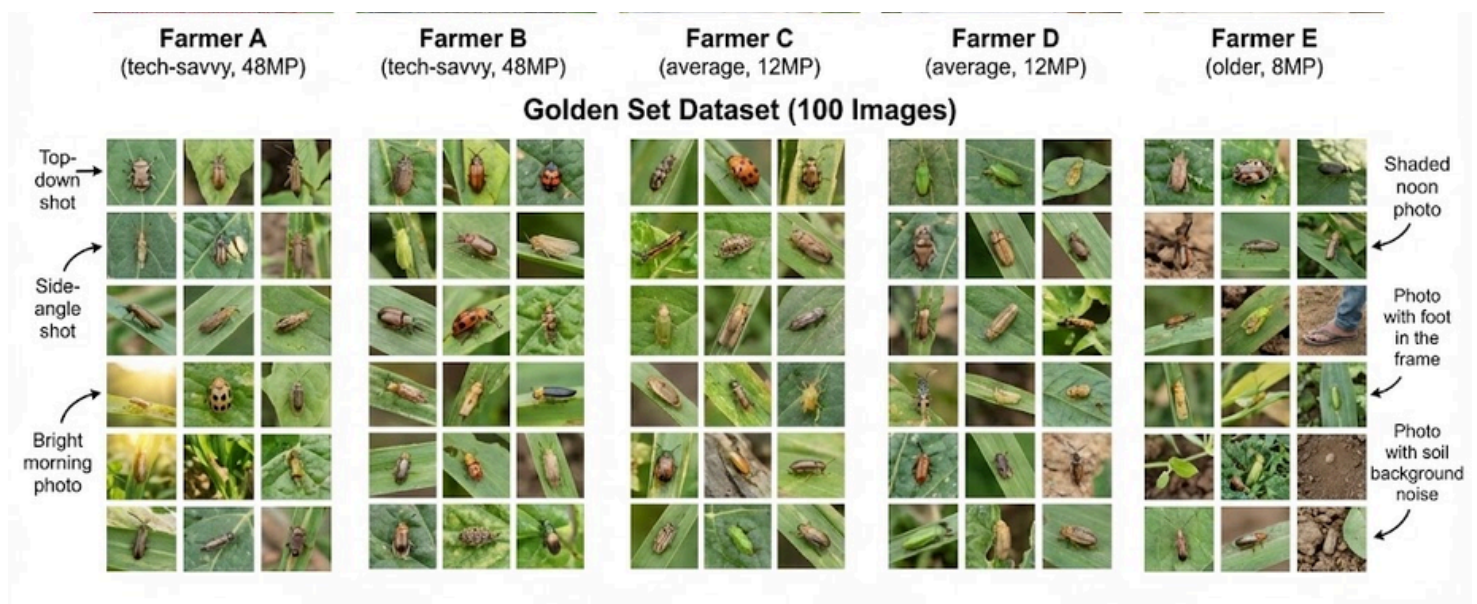 Farmer A
(tech-savvy, 48MP)
Farmer B
(tech-savvy, 48MP)
Farmer C
(average, 12MP)
Farmer D
(average, 12MP)
Farmer E
(older, 8MP)
Golden Set Dataset (100 Images)
Top-
down
shot
Side-
angle
shot
Bright
morning
photo
Shaded
noon
photo
Photo
with foot
in the
frame
Photo
with soil
background
noise